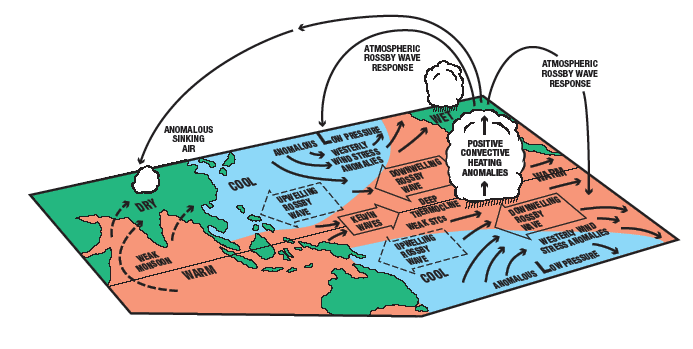 ATMOSPHERIC
ROSSBY WAVE
RESPONSE
ATMOSPHERIC
ROSSBY WAVE
RESPONSE
ANOMALOUS
SINKING
AIR
WET
ANOMALOUS LOW PRESSURE
WESTERLY
WIND STRESS
ANOMALIES
POSITIVE
CONVECTIVE
HEATING
ANOMALIES
COOL
DOWNWELLING
ROSSBY
WAVE
WARM
UPWELLING
ROSSBY
WAVE
DRY
DEEP
THERMOCLINE
WEAK STCs
KELVIN
WAVES
DOWNWELLING
ROSSBY
WAVE
UPWELLING
ROSSBY
WAVE
WESTERLY WIND
STRESS ANOMALIES
WEAK
MONSOON
WARM
COOL
ANOMALOUS LOW PRESSURE